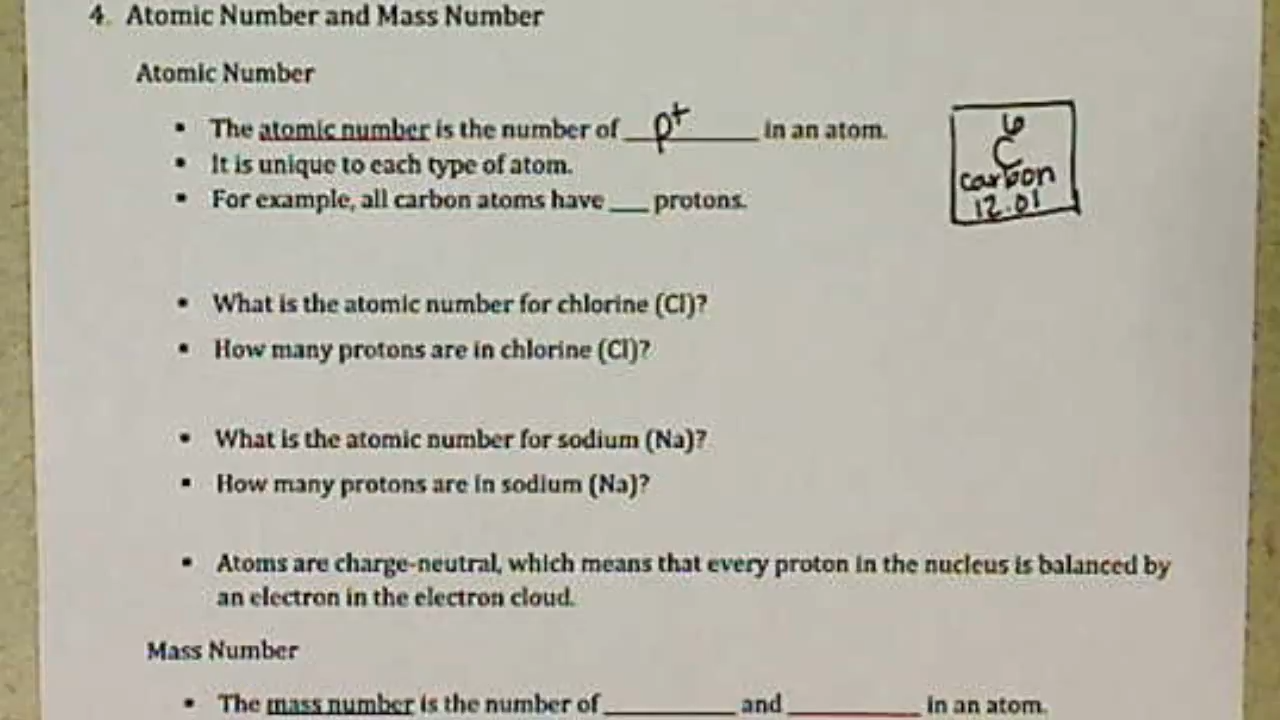 4. Atomic Number and Mass Number
Atomic Number
▪ The atomic number is the number of p+ in an atom.
▪ It is unique to each type of atom.
▪ For example, all carbon atoms have ___ protons.
6
C
carbon
12.01
▪ What is the atomic number for chlorine (Cl)?
▪ How many protons are in chlorine (Cl)?
▪ What is the atomic number for sodium (Na)?
▪ How many protons are in sodium (Na)?
▪ Atoms are charge-neutral, which means that every proton in the nucleus is balanced by
an electron in the electron cloud.
Mass Number
▪ The mass number is the number of __________ and __________ in an atom.